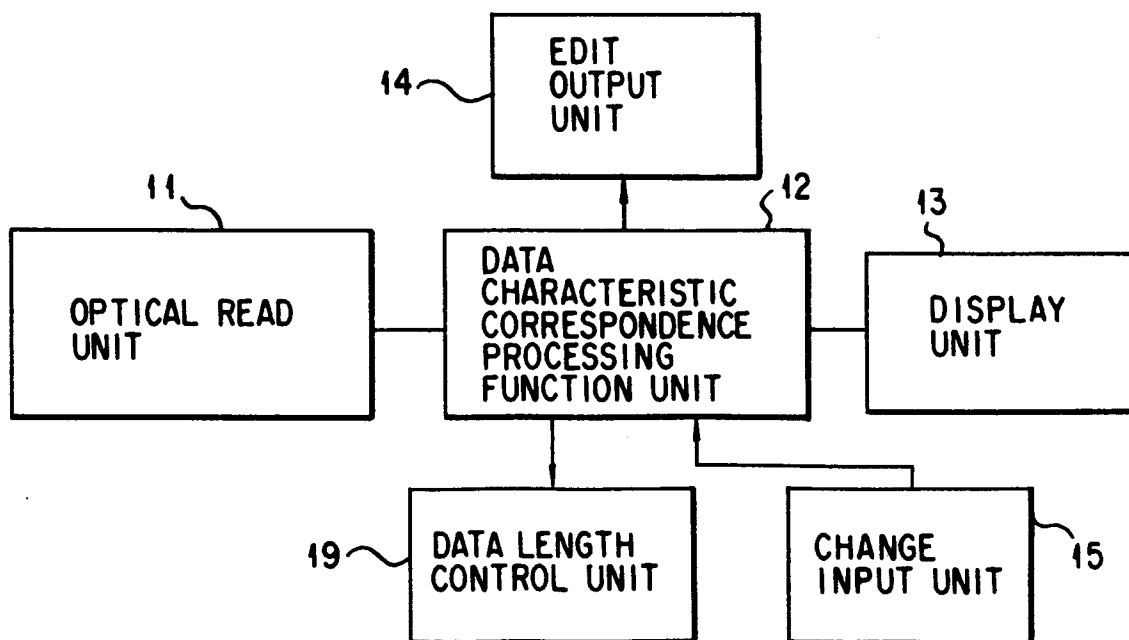 EDIT
OUTPUT
UNIT
14
11
12
13
OPTICAL READ
UNIT
DATA
CHARACTERISTIC
CORRESPONDENCE
PROCESSING
FUNCTION UNIT
DISPLAY
UNIT
19
DATA LENGTH
CONTROL UNIT
CHANGE
INPUT UNIT
15